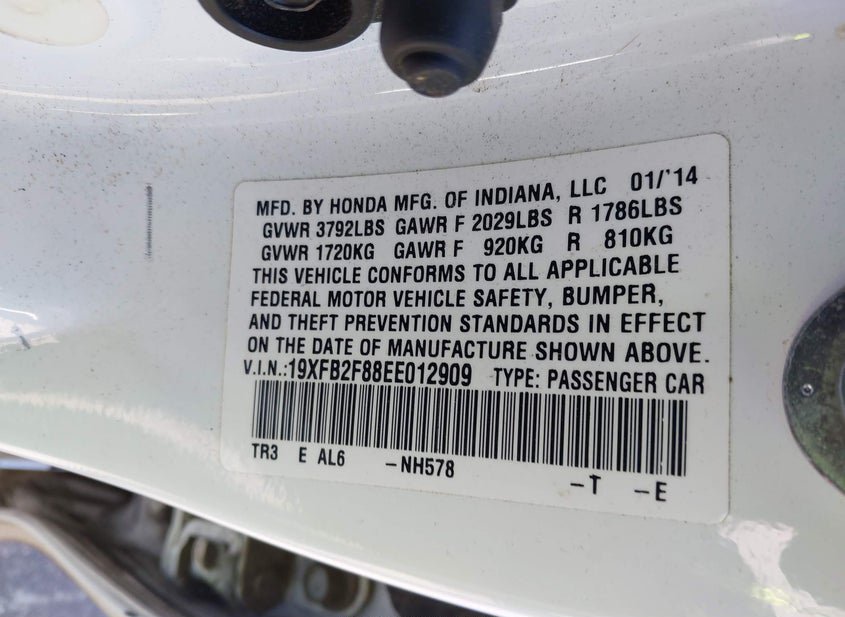 MFD. BY HONDA MFG. OF INDIANA, LLC 01/'14
GVWR 3792LBS GAWR F 2029LBS R 1786LBS
GVWR 1720KG GAWR F 920KG R 810KG
THIS VEHICLE CONFORMS TO ALL APPLICABLE
FEDERAL MOTOR VEHICLE SAFETY, BUMPER,
AND THEFT PREVENTION STANDARDS IN EFFECT
ON THE DATE OF MANUFACTURE SHOWN ABOVE.
V.I.N.:19XFB2F88EE012909 TYPE: PASSENGER CAR
TR3 E AL6 -NH578 -T -E